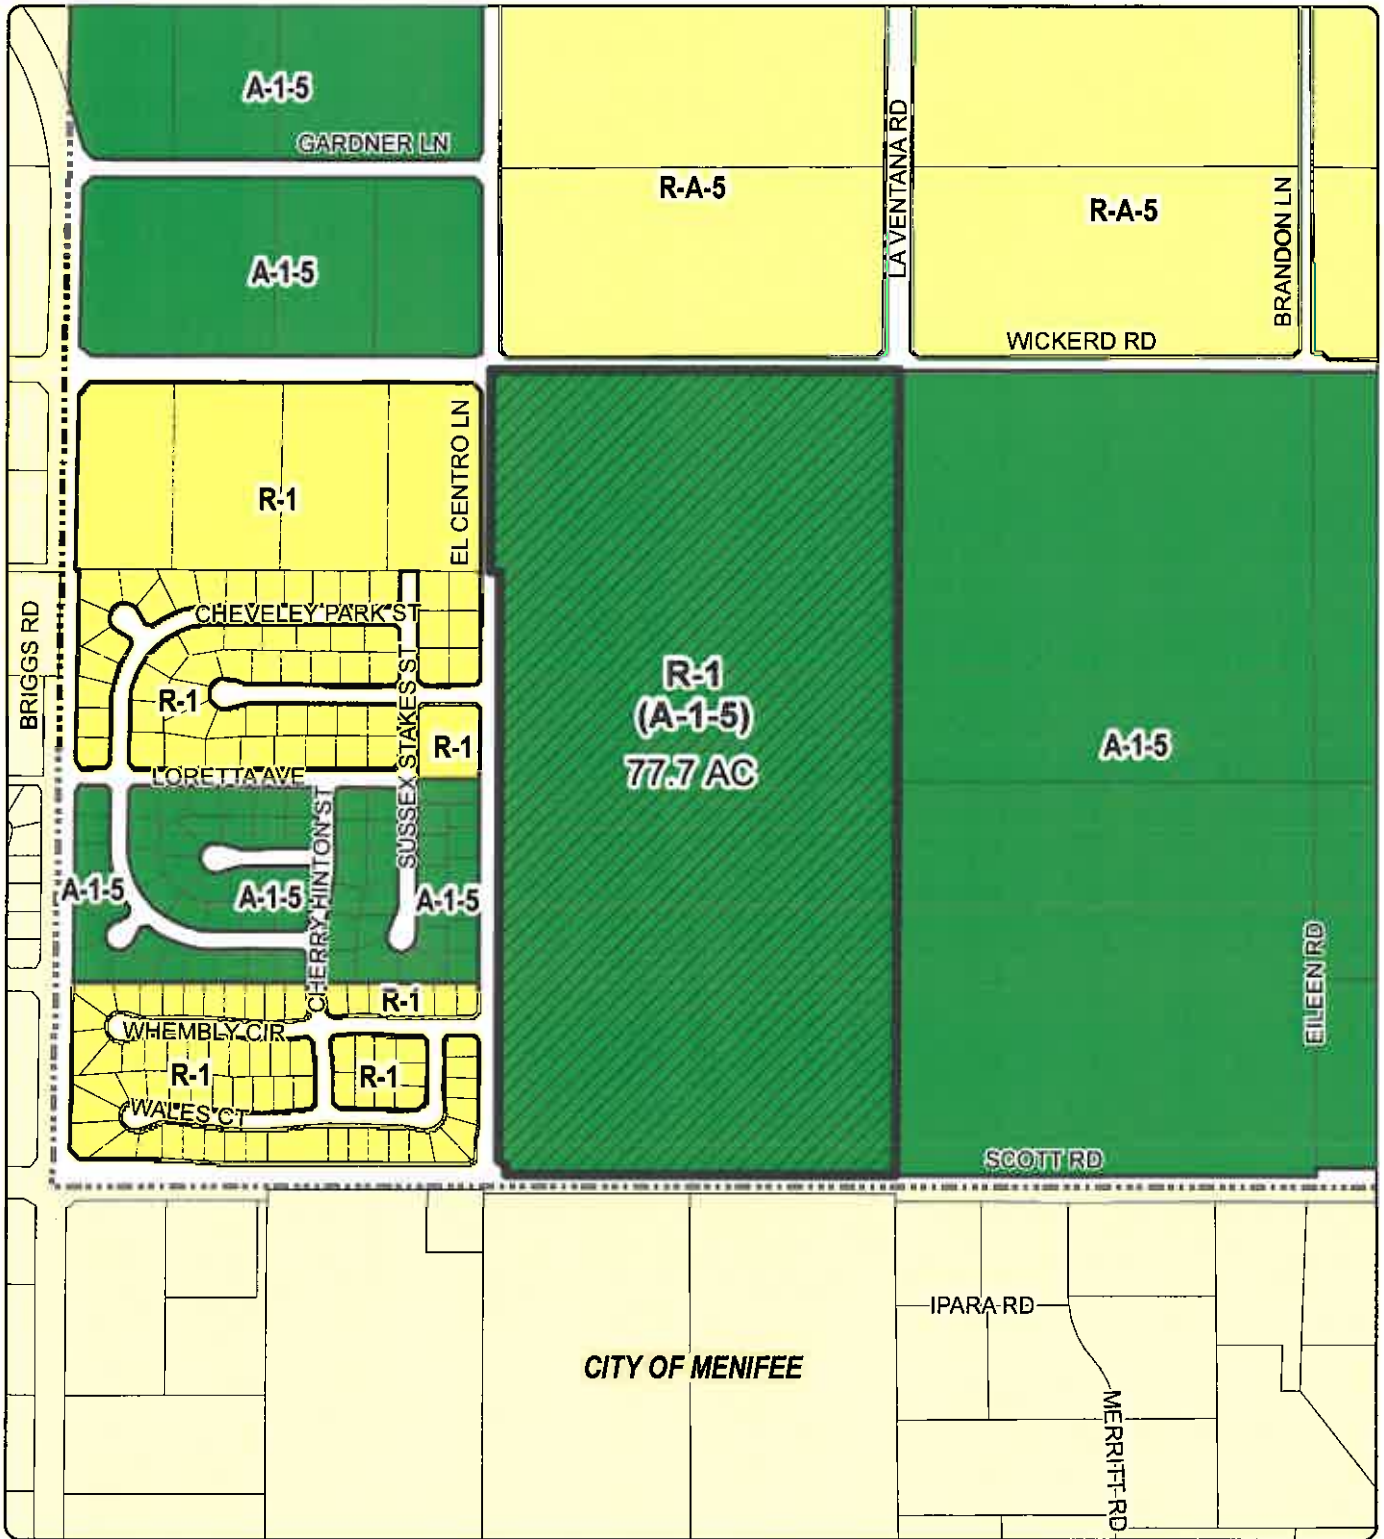 A-1-5
GARDNER LN
R-A-5
LA VENTANA RD
R-A-5
BRANDON LN
A-1-5
WICKERD RD
R-1
EL CENTRO LN
BRIGGS RD
CHEVELEY PARK ST
R-1
SUSSEX STAKES ST
R-1
R-1
(A-1-5)
77.7 AC
A-1-5
LORETTA AVE
CHERRY HINTON ST
A-1-5
A-1-5
A-1-5
EILEEN RD
R-1
WHEMBLY CIR
R-1
R-1
WALES CT
SCOTT RD
IPARA RD
CITY OF MENIFEE
MERRITT RD